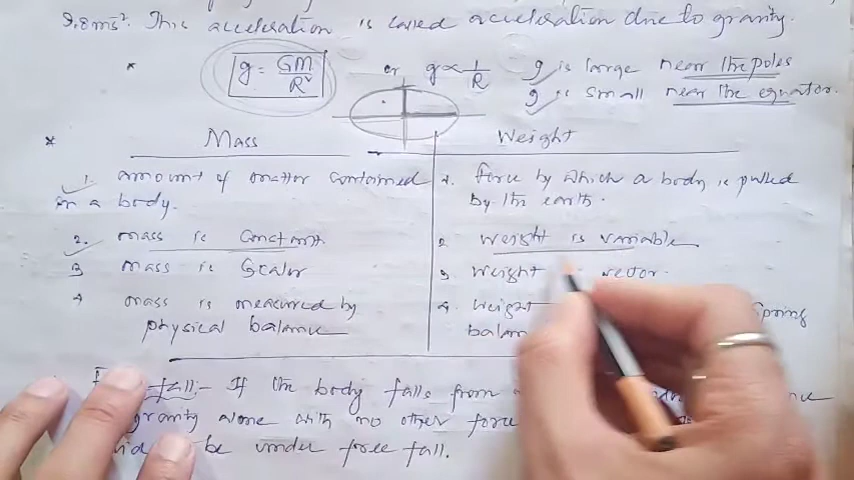 9.8ms². This acceleration is called acceleration due to gravity.
* g = GM/R² or g ∝ 1/R g is large near the poles
g is small near the equator.
* Mass Weight
1. amount of matter contained in a body.
2. mass is constant
3 mass is Scalar
4 mass is measured by physical balance
1. force by which a body is pulled by the earth.
2 Weight is variable
3 Weight vector.
4. Weight Spring
fall:- If the body falls from
gravity alone with no other force
be under free fall.